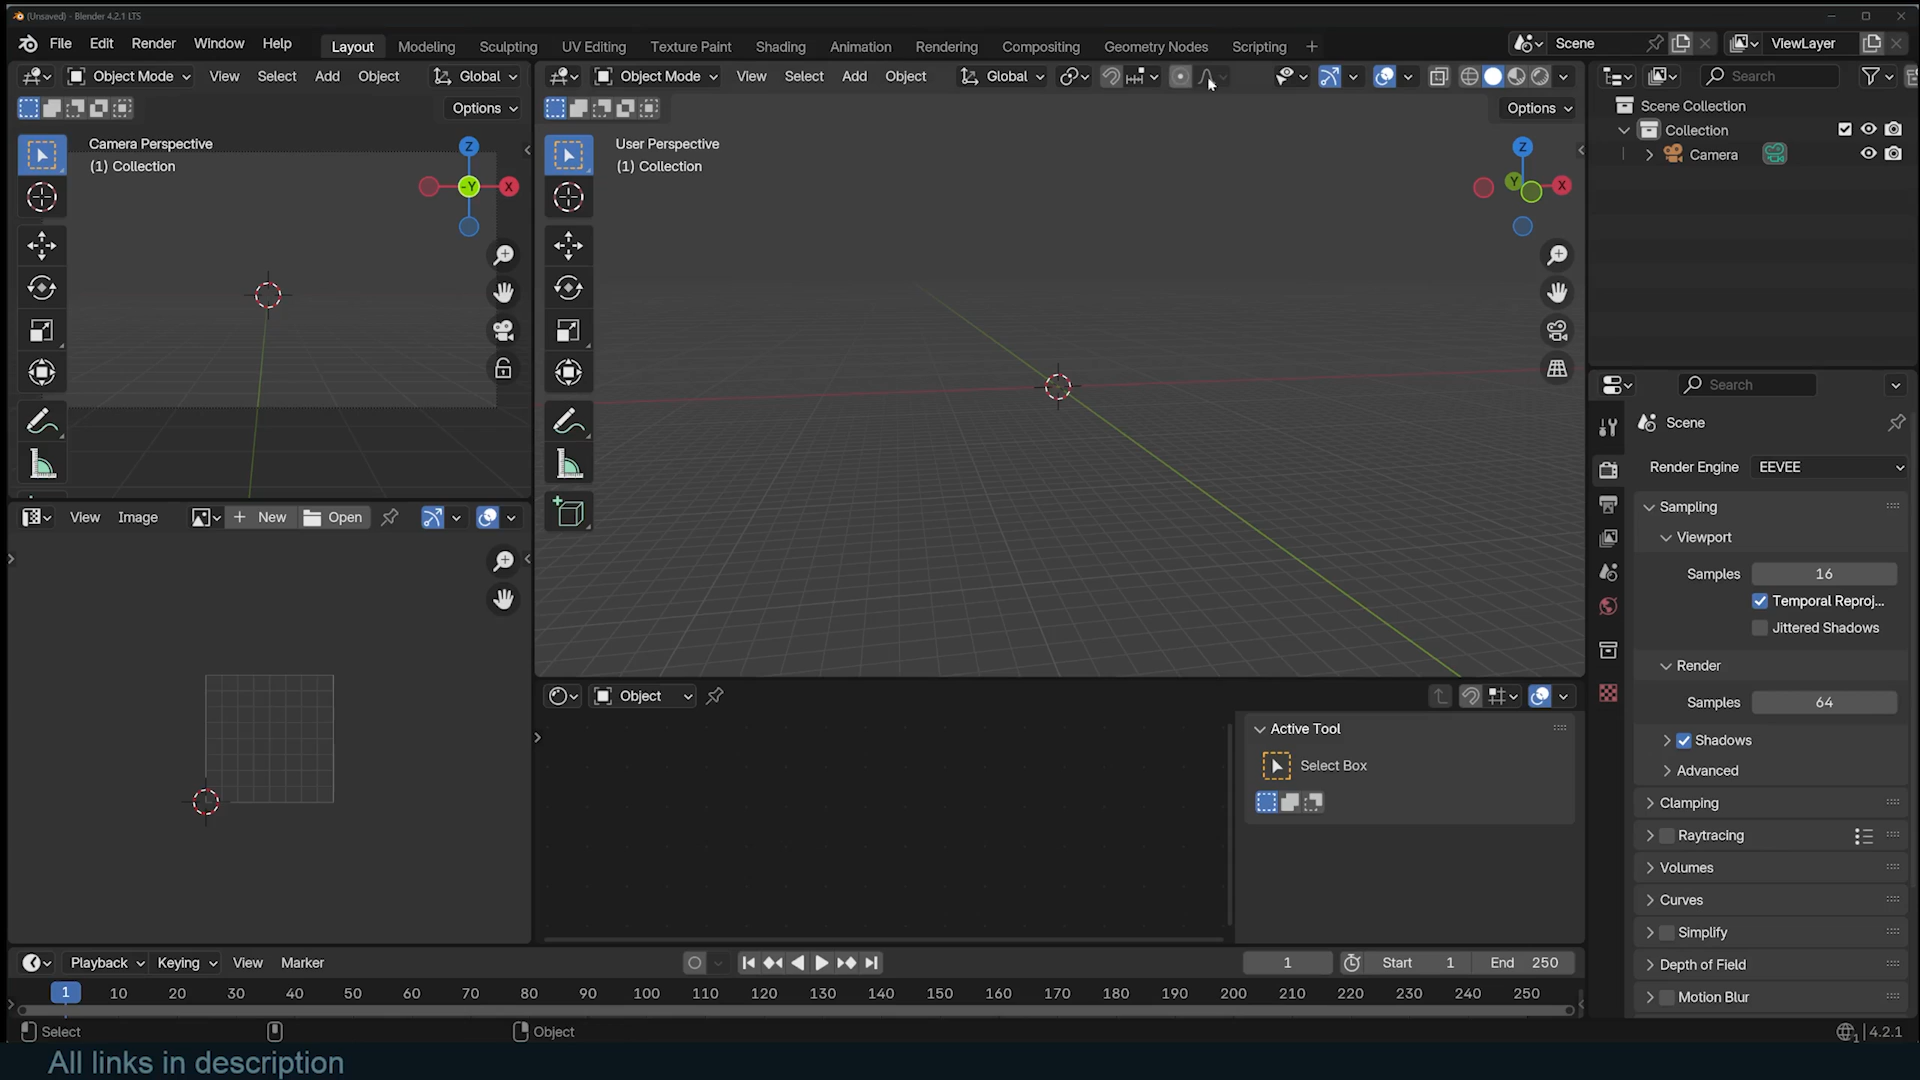 (Unsaved) - Blender 4.2.1 LTS
File Edit Render Window Help Layout Modeling Sculpting UV Editing Texture Paint Shading Animation Rendering Compositing Geometry Nodes Scripting Scene ViewLayer
Object Mode View Select Add Object Global
Options
Camera Perspective
(1) Collection
Z
-Y X
Object Mode View Select Add Object Global
Options
User Perspective
(1) Collection
Z
Y X
Search
Scene Collection
Collection
Camera
View Image New Open
Object
Active Tool
Select Box
Search
Scene
Render Engine EEVEE
Sampling
Viewport
Samples 16
Temporal Reproj...
Jittered Shadows
Render
Samples 64
Shadows
Advanced
Clamping
Raytracing
Volumes
Curves
Simplify
Depth of Field
Motion Blur
Playback Keying View Marker 1 Start 1 End 250
1 10 20 30 40 50 60 70 80 90 100 110 120 130 140 150 160 170 180 190 200 210 220 230 240 250
Select Object 1 4.2.1
All links in description